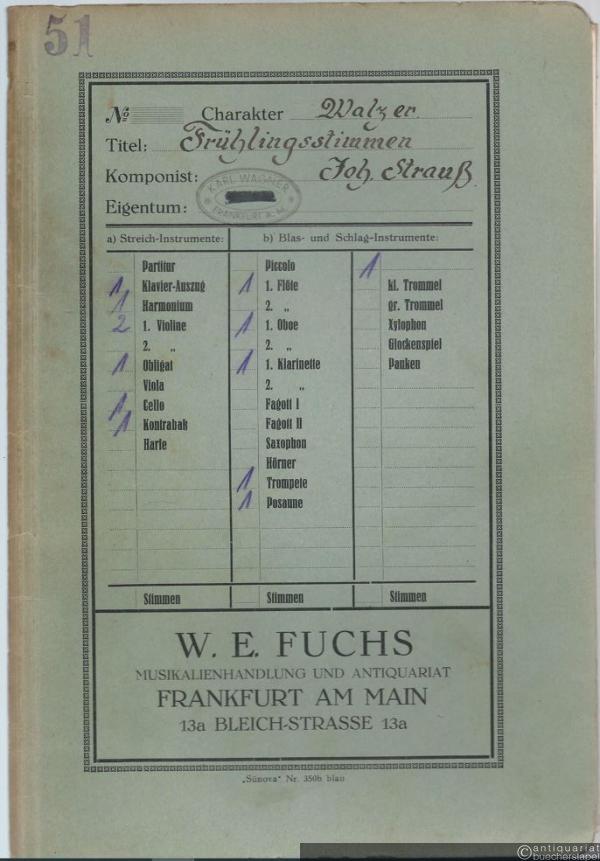 51
№ Charakter Walzer.
Titel: Frühlingsstimmen
Komponist: Joh. Strauß.
KARL WAGNER
FRANKFURT A. M.
Eigentum:
a) Streich-Instrumente:
Partitur
1 Klavier-Auszug
1 Harmonium
2 1. Violine
2. „
1 Obligat
Viola
1 Cello
1 Kontrabaß
Harfe
Stimmen
b) Blas- und Schlag-Instrumente:
Piccolo
1 1. Flöte
2. „
1 1. Oboe
2. „
1 1. Klarinette
2. „
Fagott I
Fagott II
Saxophon
Hörner
1 Trompete
1 Posaune
Stimmen
1
kl. Trommel
gr. Trommel
Xylophon
Glockenspiel
Pauken
Stimmen
W. E. FUCHS
MUSIKALIENHANDLUNG UND ANTIQUARIAT
FRANKFURT AM MAIN
13a BLEICH-STRASSE 13a
„Sünova“ Nr. 350b blau
antiquariat
buecherstapel